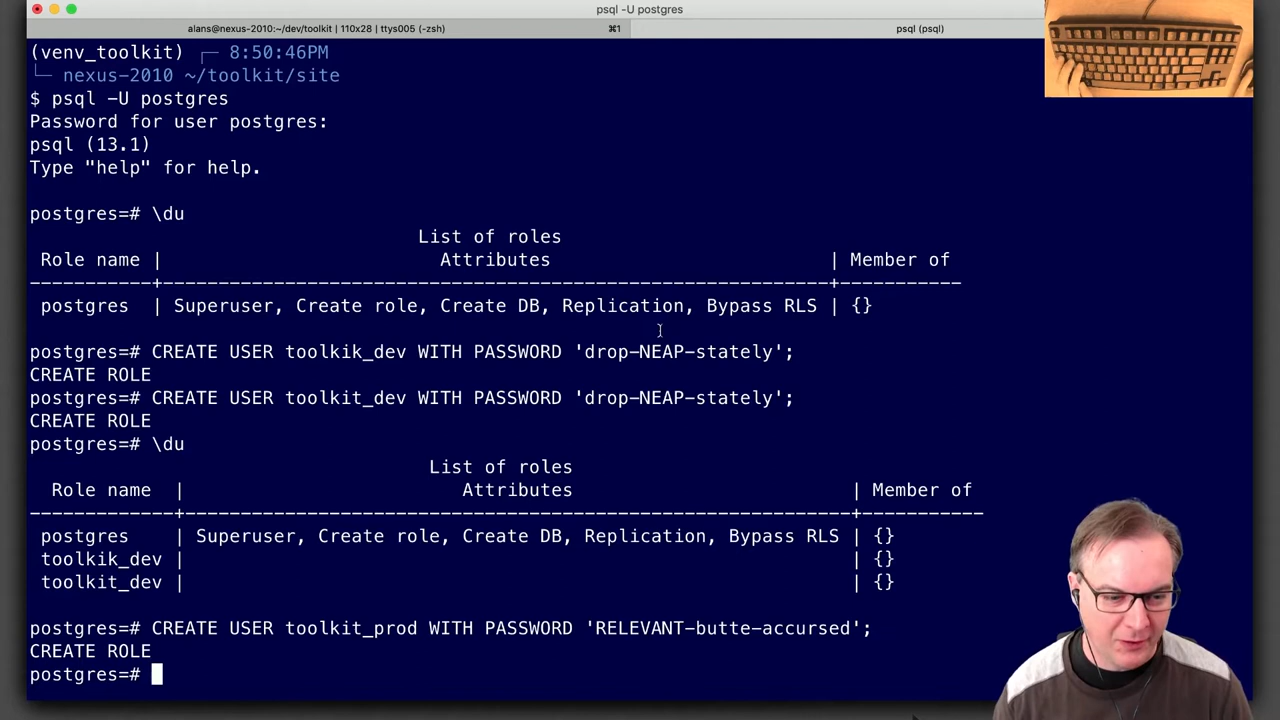 psql -U postgres
alans@nexus-2010:~/dev/toolkit | 110x28 | ttys005 (-zsh) ⌘1 psql (psql)
(venv_toolkit) ┌─ 8:50:46PM
└─ nexus-2010 ~/toolkit/site
$ psql -U postgres
Password for user postgres:
psql (13.1)
Type "help" for help.
postgres=# \du
List of roles
Role name | Attributes | Member of
-----------+------------------------------------------------------------+-----------
postgres | Superuser, Create role, Create DB, Replication, Bypass RLS | {}
postgres=# CREATE USER toolkik_dev WITH PASSWORD 'drop-NEAP-stately';
CREATE ROLE
postgres=# CREATE USER toolkit_dev WITH PASSWORD 'drop-NEAP-stately';
CREATE ROLE
postgres=# \du
List of roles
Role name | Attributes | Member of
-------------+------------------------------------------------------------+-----------
postgres | Superuser, Create role, Create DB, Replication, Bypass RLS | {}
toolkik_dev | | {}
toolkit_dev | | {}
postgres=# CREATE USER toolkit_prod WITH PASSWORD 'RELEVANT-butte-accursed';
CREATE ROLE
postgres=#